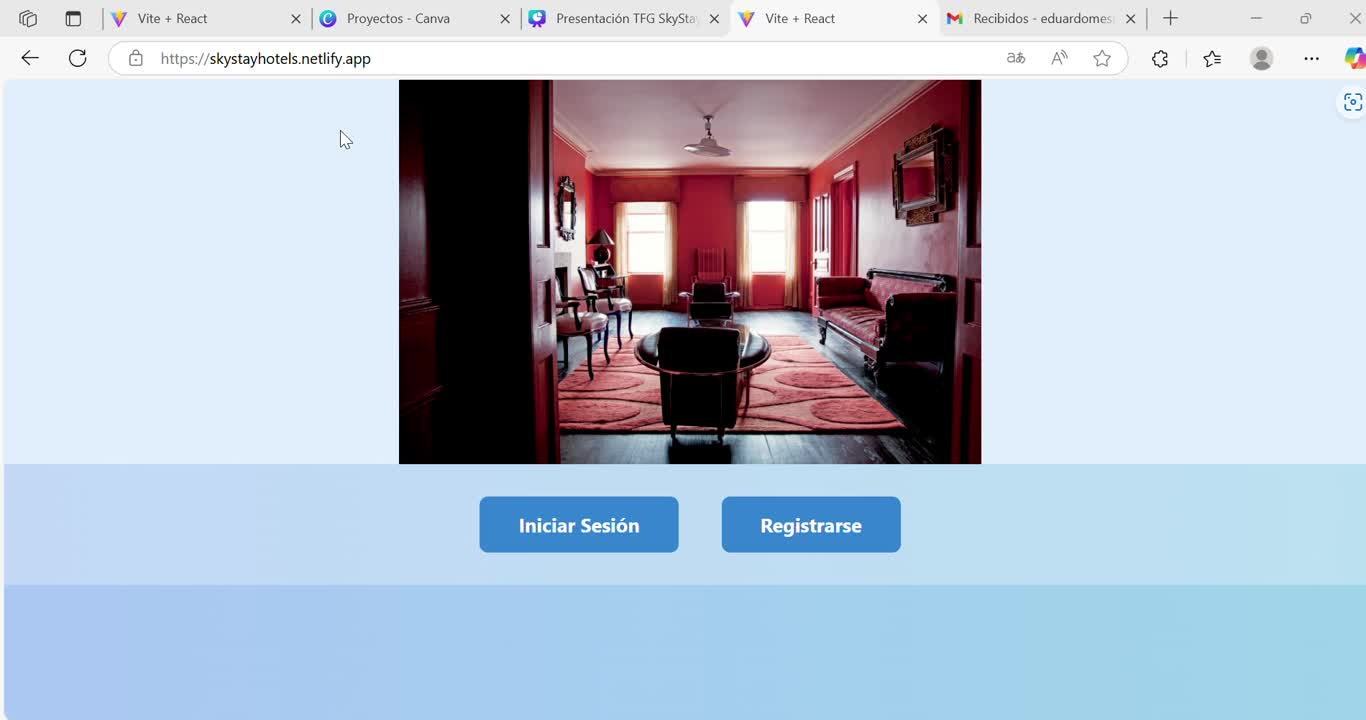 Vite + React
Proyectos - Canva
Presentación TFG SkySta
Vite + React
Recibidos - eduardomes
https://skystayhotels.netlify.app
Iniciar Sesión
Registrarse